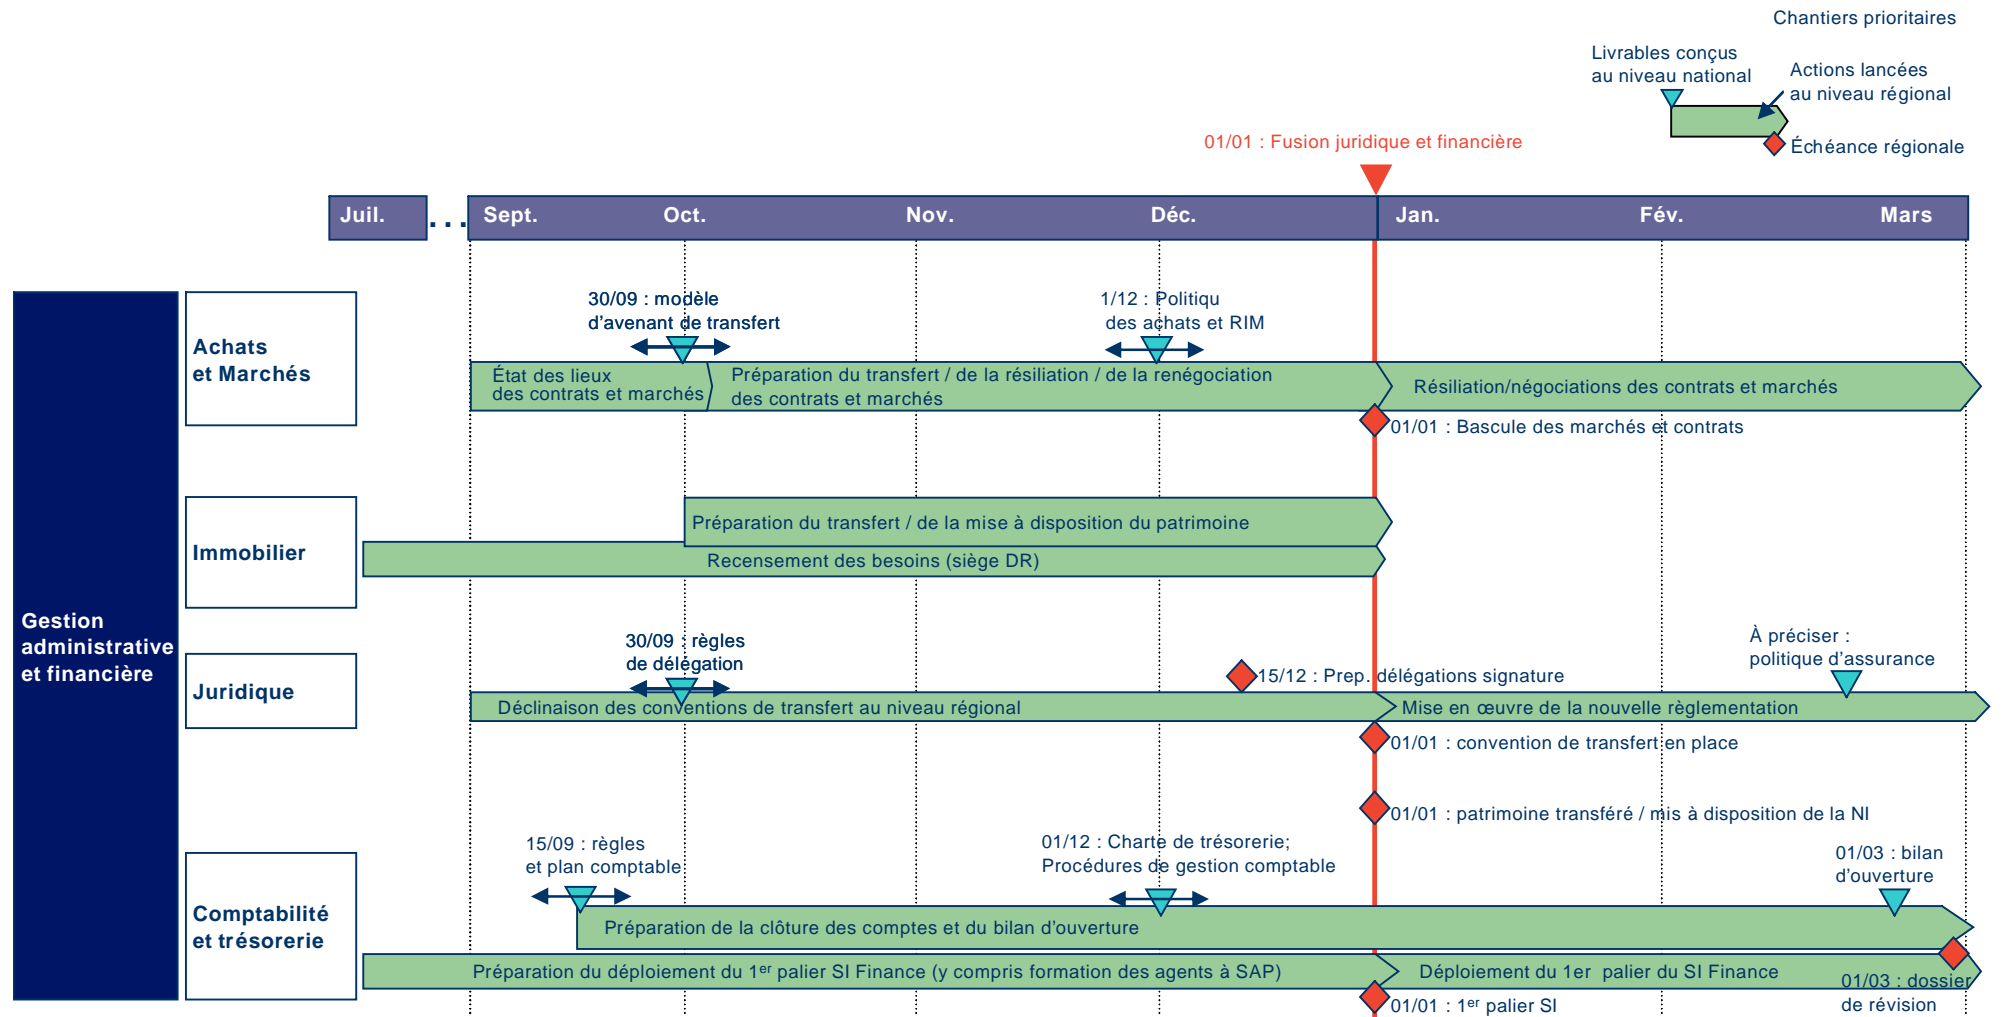 Chantiers prioritaires
Livrables conçus
au niveau national
Actions lancées
au niveau régional
Échéance régionale
01/01 : Fusion juridique et financière
Juil. ... Sept. Oct. Nov. Déc. Jan. Fév. Mars
Gestion
administrative
et financière
Achats
et Marchés
30/09 : modèle
d'avenant de transfert
1/12 : Politiqu
des achats et RIM
État des lieux
des contrats et marchés
Préparation du transfert / de la résiliation / de la renégociation
des contrats et marchés
Résiliation/négociations des contrats et marchés
01/01 : Bascule des marchés et contrats
Immobilier
Préparation du transfert / de la mise à disposition du patrimoine
Recensement des besoins (siège DR)
Juridique
30/09 : règles
de délégation
15/12 : Prep. délégations signature
À préciser :
politique d'assurance
Déclinaison des conventions de transfert au niveau régional
Mise en œuvre de la nouvelle règlementation
01/01 : convention de transfert en place
01/01 : patrimoine transféré / mis à disposition de la NI
Comptabilité
et trésorerie
15/09 : règles
et plan comptable
01/12 : Charte de trésorerie;
Procédures de gestion comptable
01/03 : bilan
d'ouverture
Préparation de la clôture des comptes et du bilan d'ouverture
Préparation du déploiement du 1er palier SI Finance (y compris formation des agents à SAP)
Déploiement du 1er palier du SI Finance
01/03 : dossier
de révision
01/01 : 1er palier SI